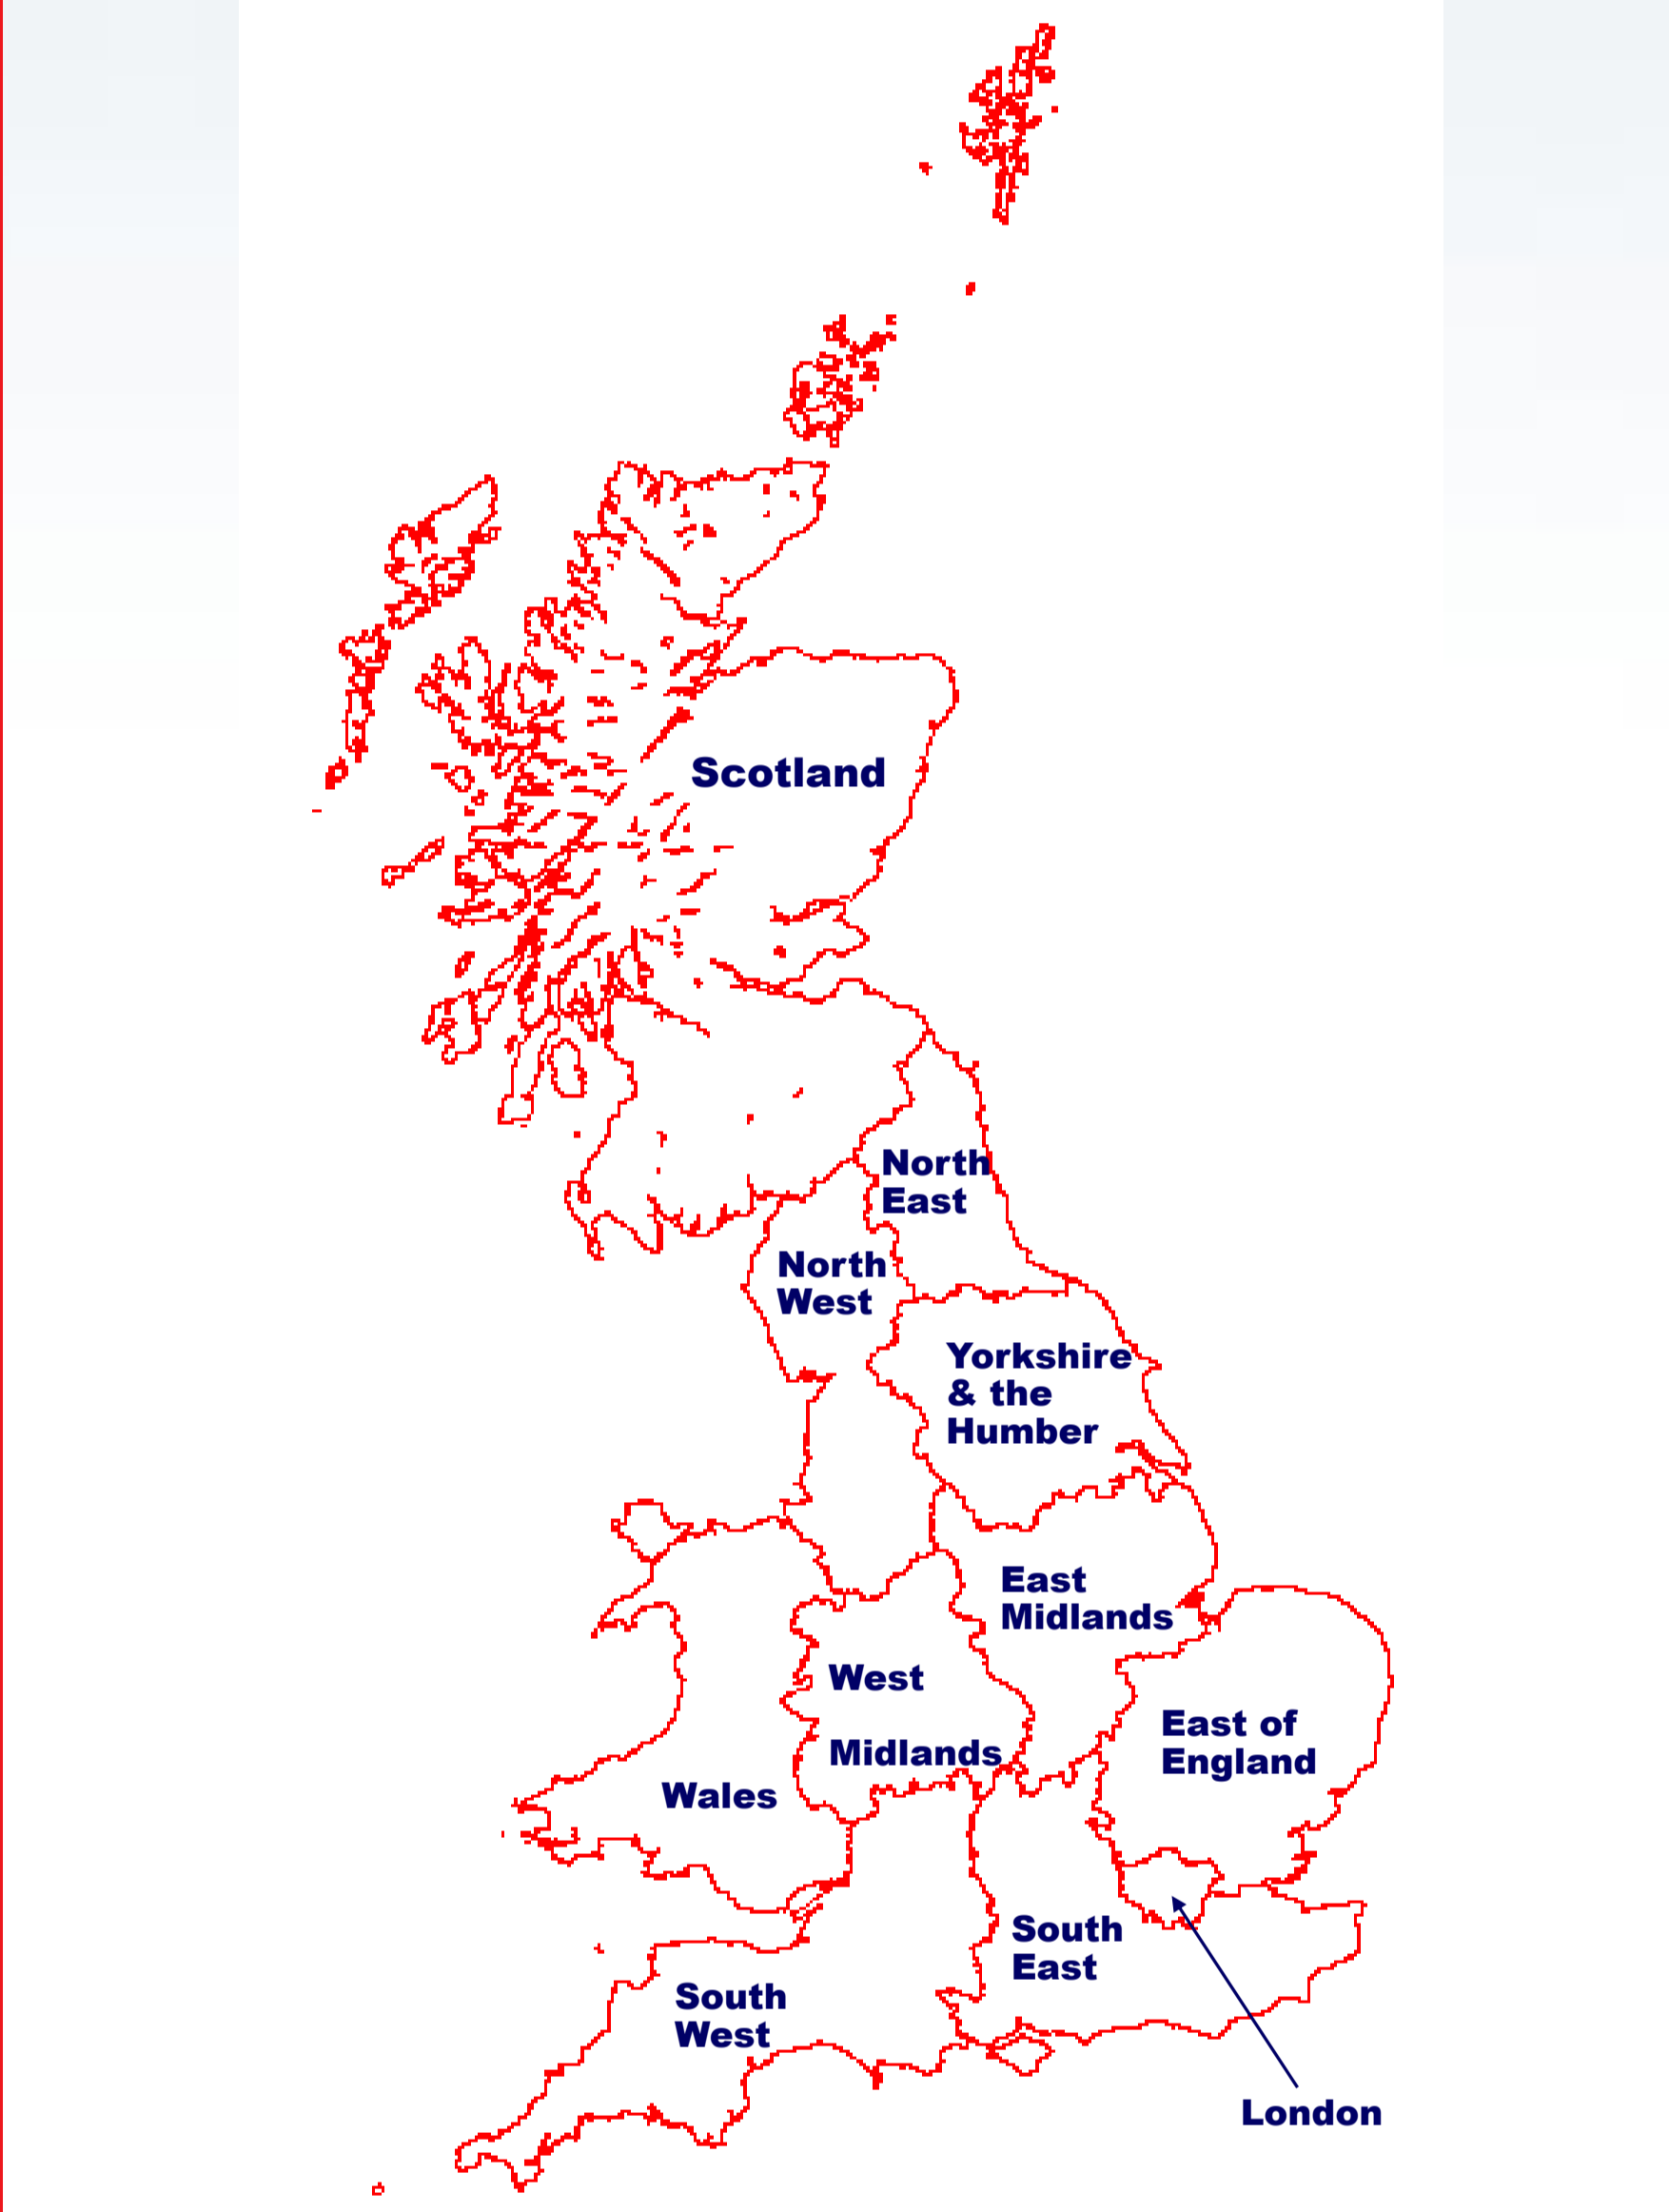 Scotland
North
East
North
West
Yorkshire
& the
Humber
East
Midlands
West
Midlands
East of
England
Wales
South
East
South
West
London